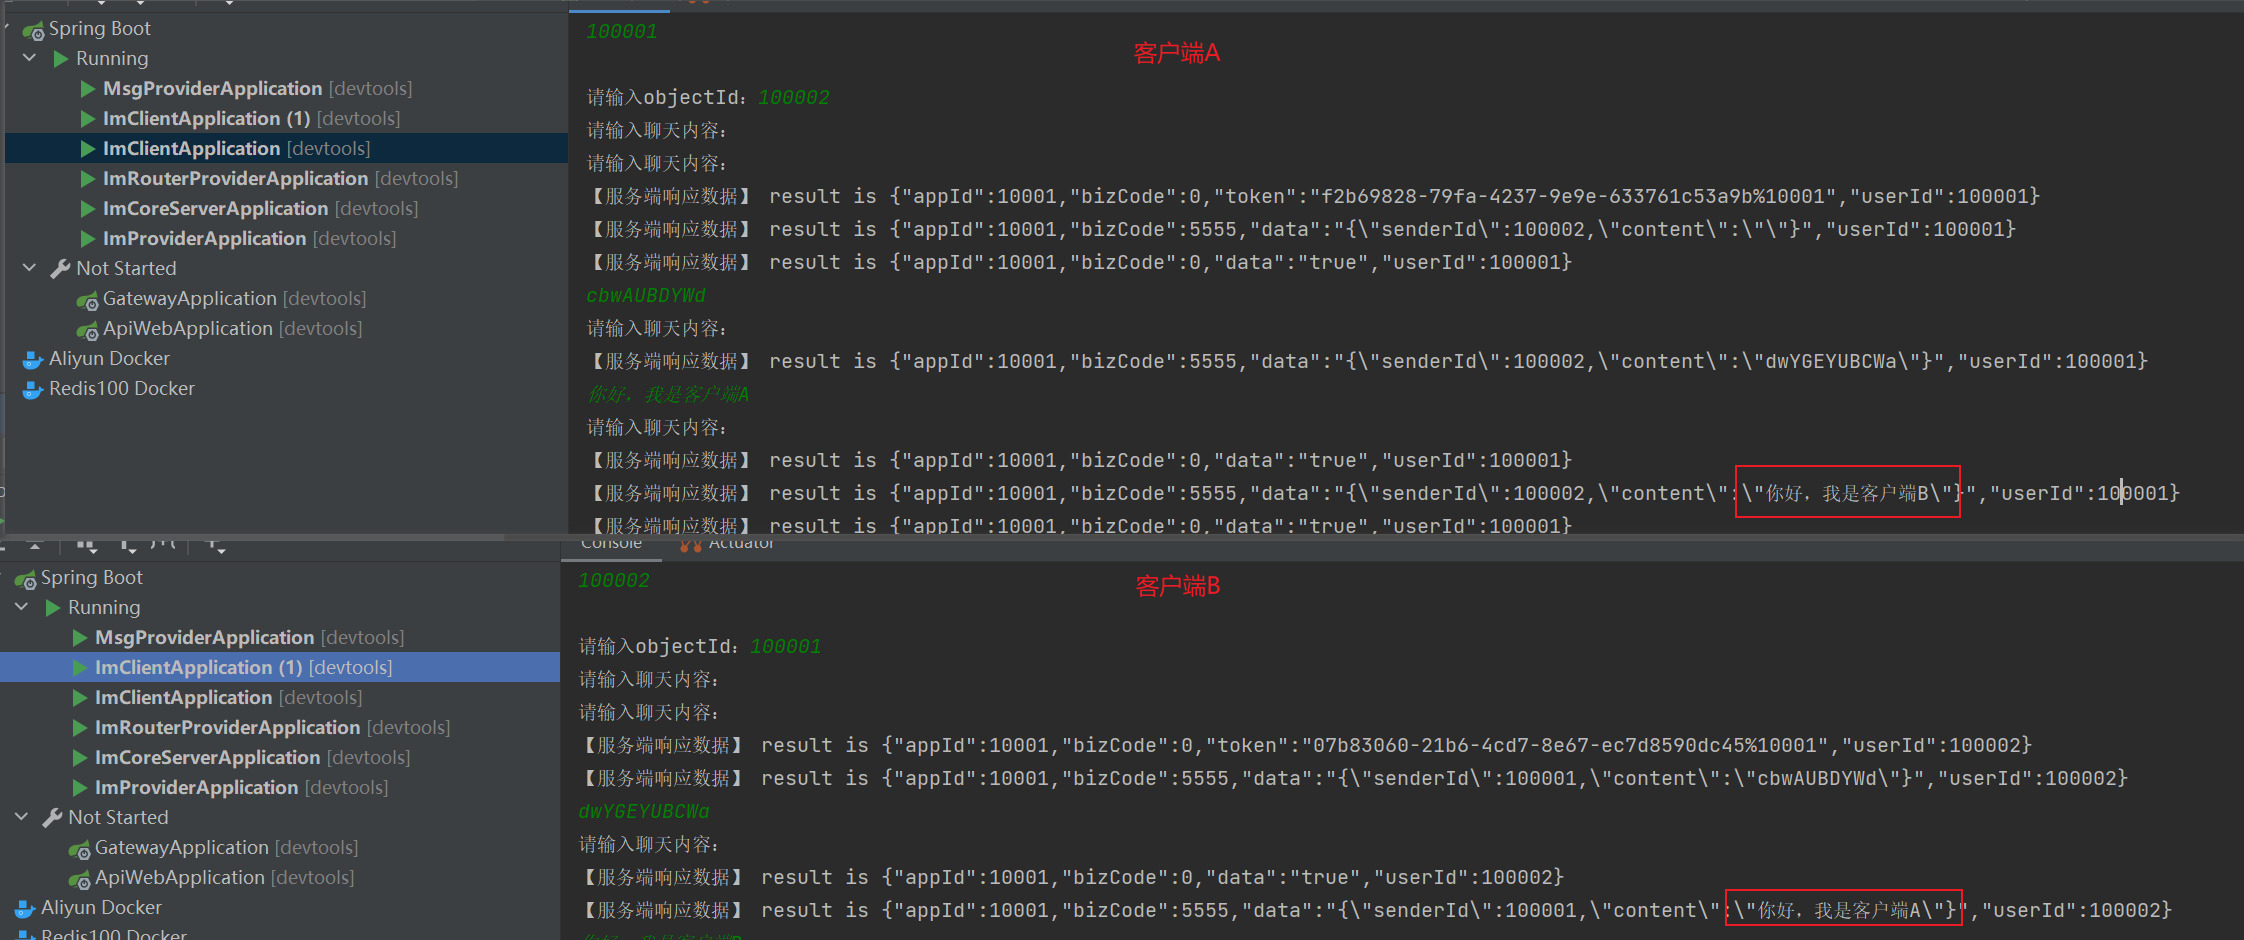 Spring Boot
Running
MsgProviderApplication [devtools]
ImClientApplication (1) [devtools]
ImClientApplication [devtools]
ImRouterProviderApplication [devtools]
ImCoreServerApplication [devtools]
ImProviderApplication [devtools]
Not Started
GatewayApplication [devtools]
ApiWebApplication [devtools]
Aliyun Docker
Redis100 Docker
100001
客户端A
请输入objectId: 100002
请输入聊天内容:
请输入聊天内容:
【服务端响应数据】 result is {"appId":10001,"bizCode":0,"token":"f2b69828-79fa-4237-9e9e-633761c53a9b%10001","userId":100001}
【服务端响应数据】 result is {"appId":10001,"bizCode":5555,"data":"{\"senderId\":100002,\"content\":\"\"}","userId":100001}
【服务端响应数据】 result is {"appId":10001,"bizCode":0,"data":"true","userId":100001}
cbwAUBDYWd
请输入聊天内容:
【服务端响应数据】 result is {"appId":10001,"bizCode":5555,"data":"{\"senderId\":100002,\"content\":\"dwYGEYUBCWa\"}","userId":100001}
你好，我是客户端A
请输入聊天内容:
【服务端响应数据】 result is {"appId":10001,"bizCode":0,"data":"true","userId":100001}
【服务端响应数据】 result is {"appId":10001,"bizCode":5555,"data":"{\"senderId\":100002,\"content\":\"你好，我是客户端B\"}","userId":100001}
【服务端响应数据】 result is {"appId":10001,"bizCode":0,"data":"true","userId":100001}
Console Actuator
Spring Boot
Running
MsgProviderApplication [devtools]
ImClientApplication (1) [devtools]
ImClientApplication [devtools]
ImRouterProviderApplication [devtools]
ImCoreServerApplication [devtools]
ImProviderApplication [devtools]
Not Started
GatewayApplication [devtools]
ApiWebApplication [devtools]
Aliyun Docker
Redis100 Docker
100002
客户端B
请输入objectId: 100001
请输入聊天内容:
请输入聊天内容:
【服务端响应数据】 result is {"appId":10001,"bizCode":0,"token":"07b83060-21b6-4cd7-8e67-ec7d8590dc45%10001","userId":100002}
【服务端响应数据】 result is {"appId":10001,"bizCode":5555,"data":"{\"senderId\":100001,\"content\":\"cbwAUBDYWd\"}","userId":100002}
dwYGEYUBCWa
请输入聊天内容:
【服务端响应数据】 result is {"appId":10001,"bizCode":0,"data":"true","userId":100002}
【服务端响应数据】 result is {"appId":10001,"bizCode":5555,"data":"{\"senderId\":100001,\"content\":\"你好，我是客户端A\"}","userId":100002}